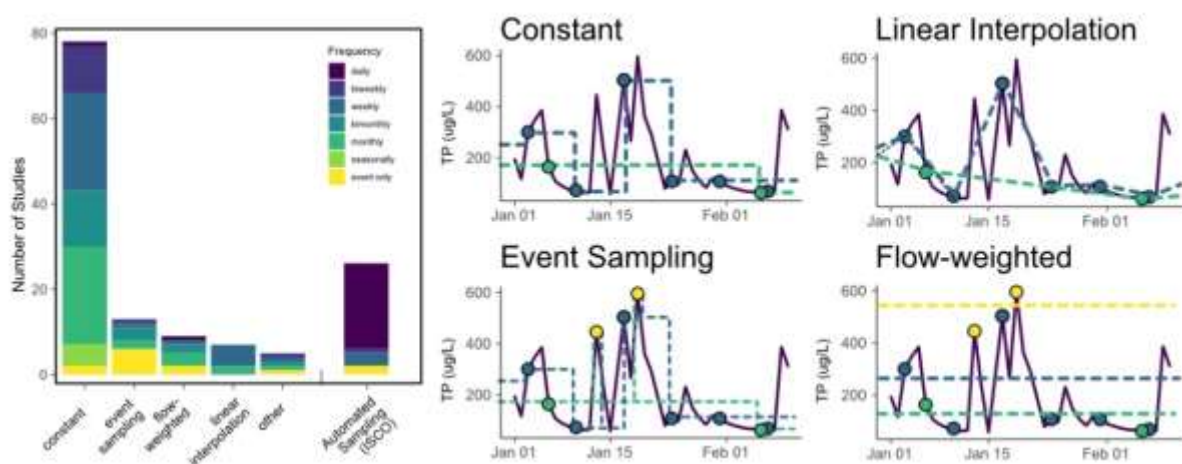 80
60
40
20
0
Number of Studies
Frequency
daily
biweekly
weekly
bimonthly
monthly
seasonally
event only
constant
event
sampling
flow-
weighted
linear
interpolation
other
Automated
Sampling
(ISCO)
Constant
600
400
200
TP (ug/L)
Jan 01
Jan 15
Feb 01
Linear Interpolation
600
400
200
TP (ug/L)
Jan 01
Jan 15
Feb 01
Event Sampling
600
400
200
TP (ug/L)
Jan 01
Jan 15
Feb 01
Flow-weighted
600
400
200
TP (ug/L)
Jan 01
Jan 15
Feb 01